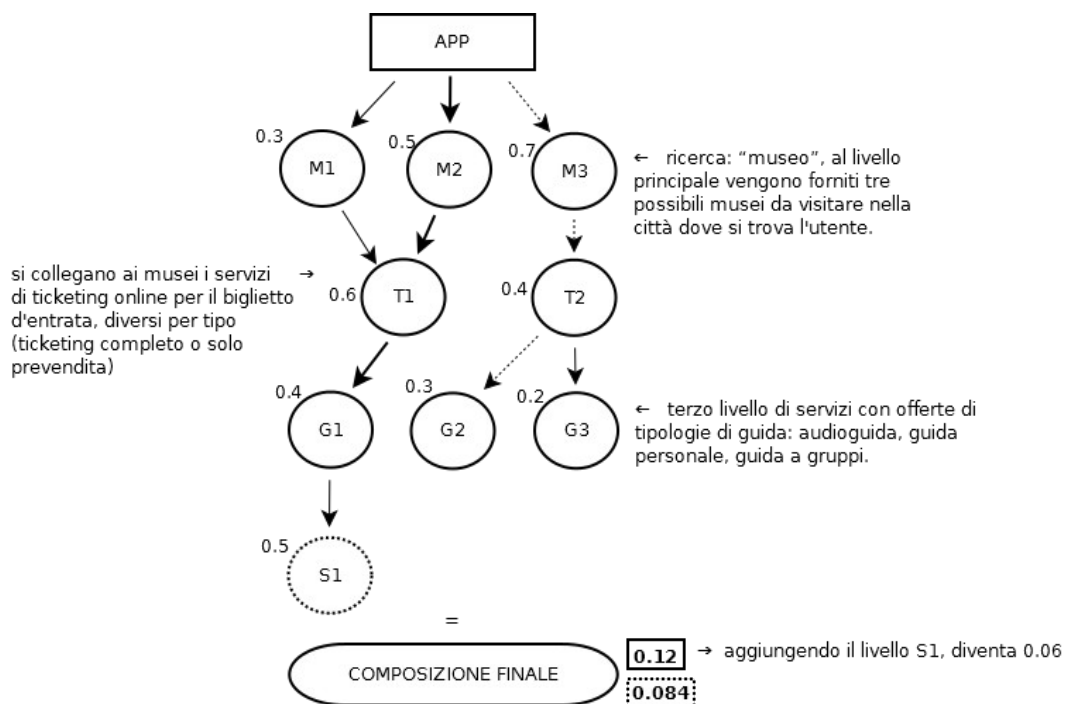 APP
0.3
M1
0.5
M2
0.7
M3
← ricerca: “museo”, al livello
principale vengono forniti tre
possibili musei da visitare nella
città dove si trova l'utente.
si collegano ai musei i servizi →
di ticketing online per il biglietto
d'entrata, diversi per tipo
(ticketing completo o solo
prevendita)
0.6
T1
0.4
T2
0.4
G1
0.3
G2
0.2
G3
← terzo livello di servizi con offerte di
tipologie di guida: audioguida, guida
personale, guida a gruppi.
0.5
S1
=
COMPOSIZIONE FINALE
0.12 → aggiungendo il livello S1, diventa 0.06
0.084